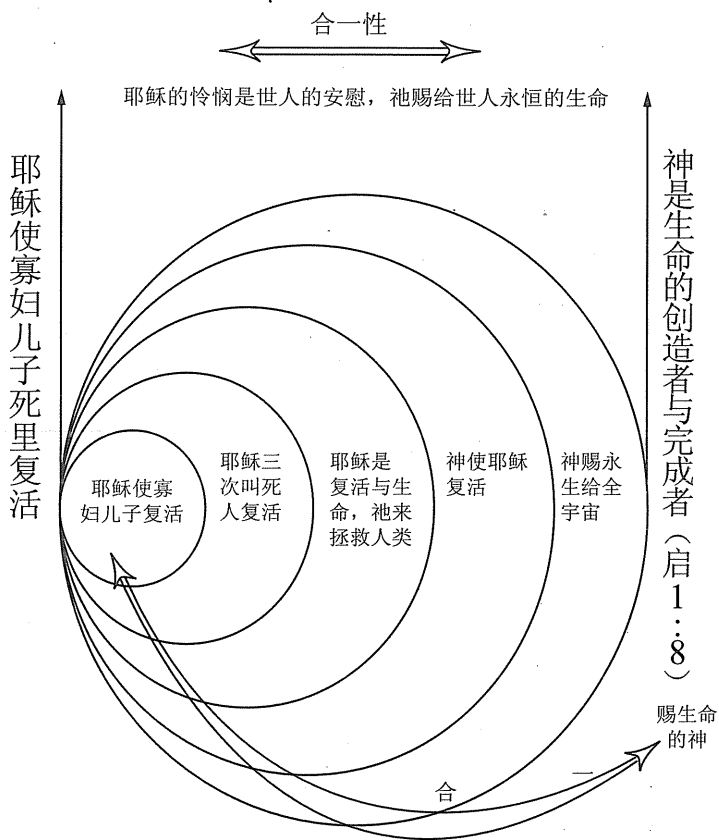 合一性
耶稣的怜悯是世人的安慰，祂赐给世人永恒的生命
耶稣使寡妇儿子死里复活
耶稣使寡
妇儿子复活
耶稣三
次叫死
人复活
耶稣是
复活与生
命，祂来
拯救人类
神使耶稣
复活
神赐永
生给全
宇宙
神是生命的创造者与完成者（启1:8）
赐生命
的神
合一